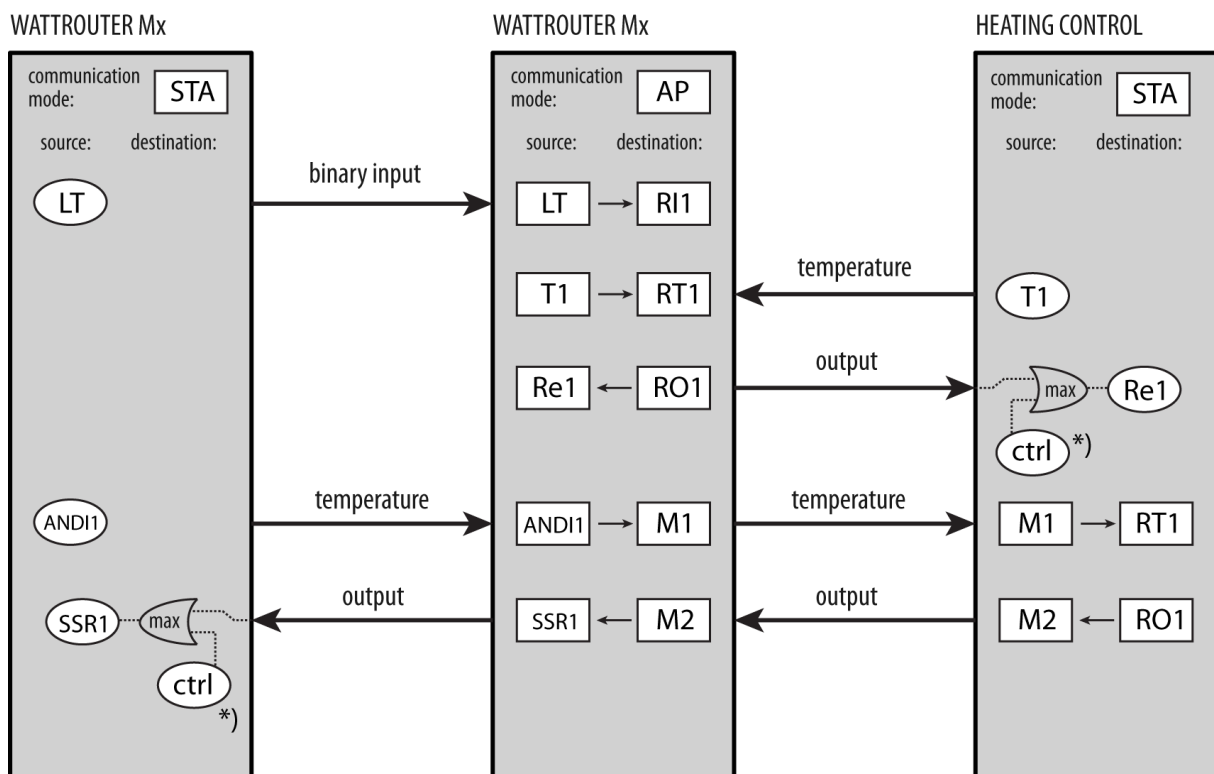 WATTROUTER Mx
WATTROUTER Mx
HEATING CONTROL
communication
mode:
STA
source:
destination:
communication
mode:
AP
source:
destination:
communication
mode:
STA
source:
destination:
LT
binary input
LT
RI1
T1
RT1
temperature
T1
Re1
RO1
output
max
Re1
ctrl *)
ANDI1
temperature
ANDI1
M1
temperature
M1
RT1
SSR1
max
output
SSR1
M2
output
M2
RO1
ctrl
*)